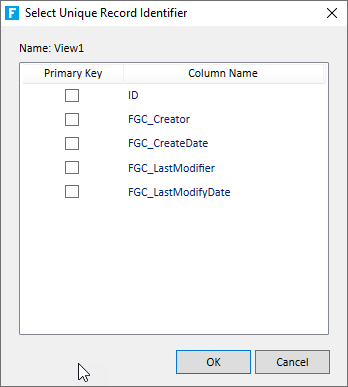 F Select Unique Record Identifier
Name: View1
Primary Key Column Name
ID
FGC_Creator
FGC_CreateDate
FGC_LastModifier
FGC_LastModifyDate
OK Cancel